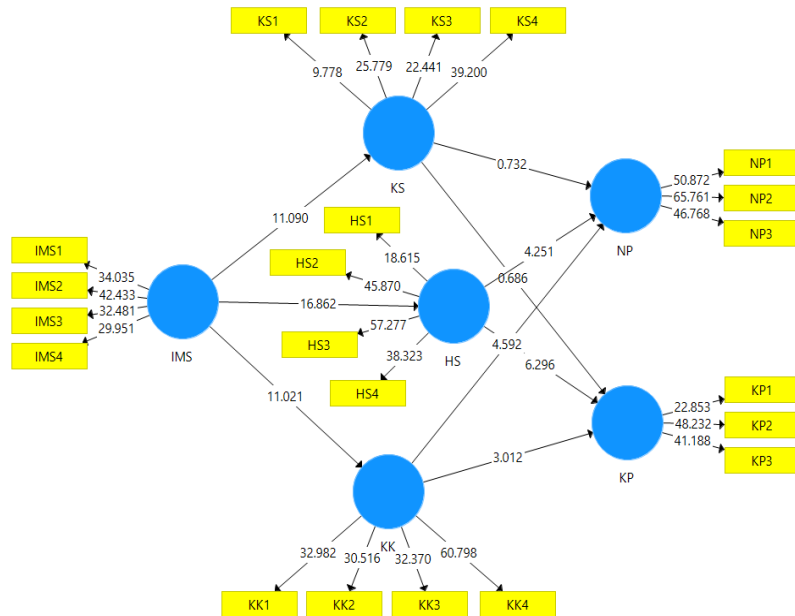 KS1
KS2
KS3
KS4
9.778
25.779
22.441
39.200
KS
0.732
NP1
NP2
NP3
50.872
65.761
46.768
NP
11.090
HS1
HS2
HS3
HS4
18.615
45.870
57.277
38.323
HS
4.251
0.686
IMS1
IMS2
IMS3
IMS4
34.035
42.433
32.481
29.951
IMS
16.862
4.592
6.296
11.021
KP1
KP2
KP3
22.853
48.232
41.188
KP
3.012
KK
32.982
30.516
32.370
60.798
KK1
KK2
KK3
KK4